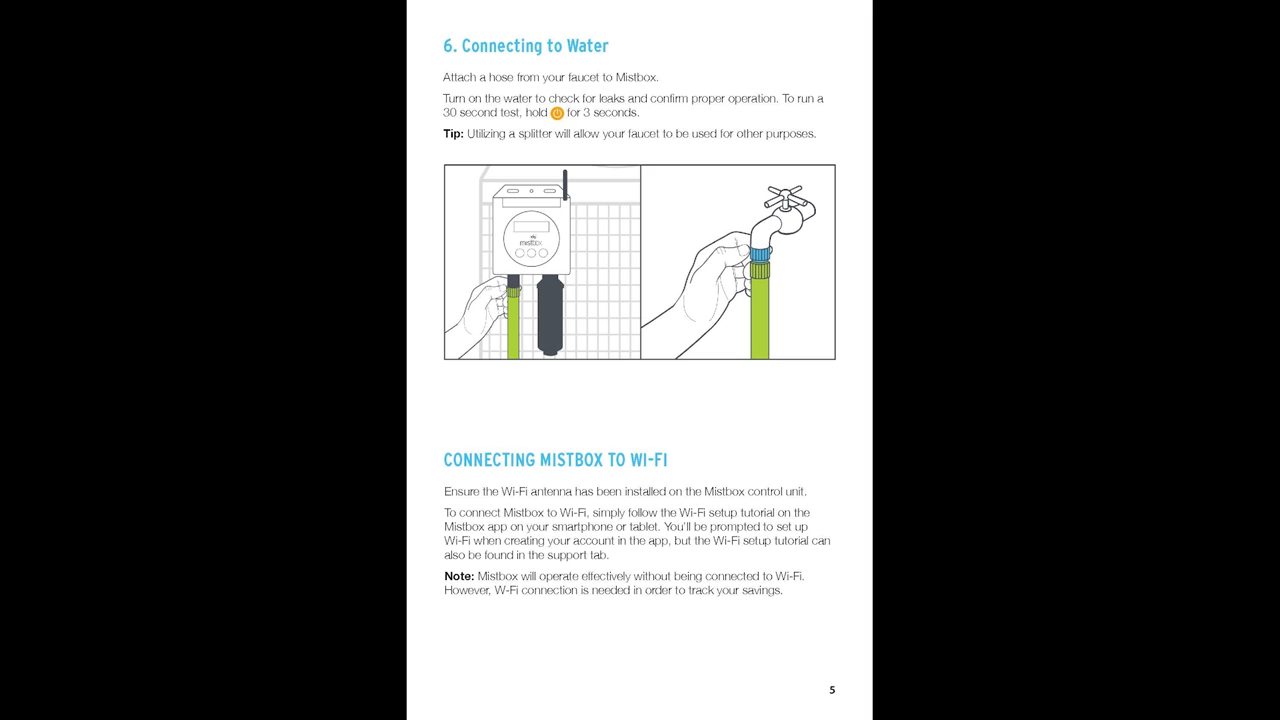 6. Connecting to Water
Attach a hose from your faucet to Mistbox.
Turn on the water to check for leaks and confirm proper operation. To run a
30 second test, hold for 3 seconds.
Tip: Utilizing a splitter will allow your faucet to be used for other purposes.
mistbox
CONNECTING MISTBOX TO WI-FI
Ensure the Wi-Fi antenna has been installed on the Mistbox control unit.
To connect Mistbox to Wi-Fi, simply follow the Wi-Fi setup tutorial on the
Mistbox app on your smartphone or tablet. You'll be prompted to set up
Wi-Fi when creating your account in the app, but the Wi-Fi setup tutorial can
also be found in the support tab.
Note: Mistbox will operate effectively without being connected to Wi-Fi.
However, W-Fi connection is needed in order to track your savings.
5